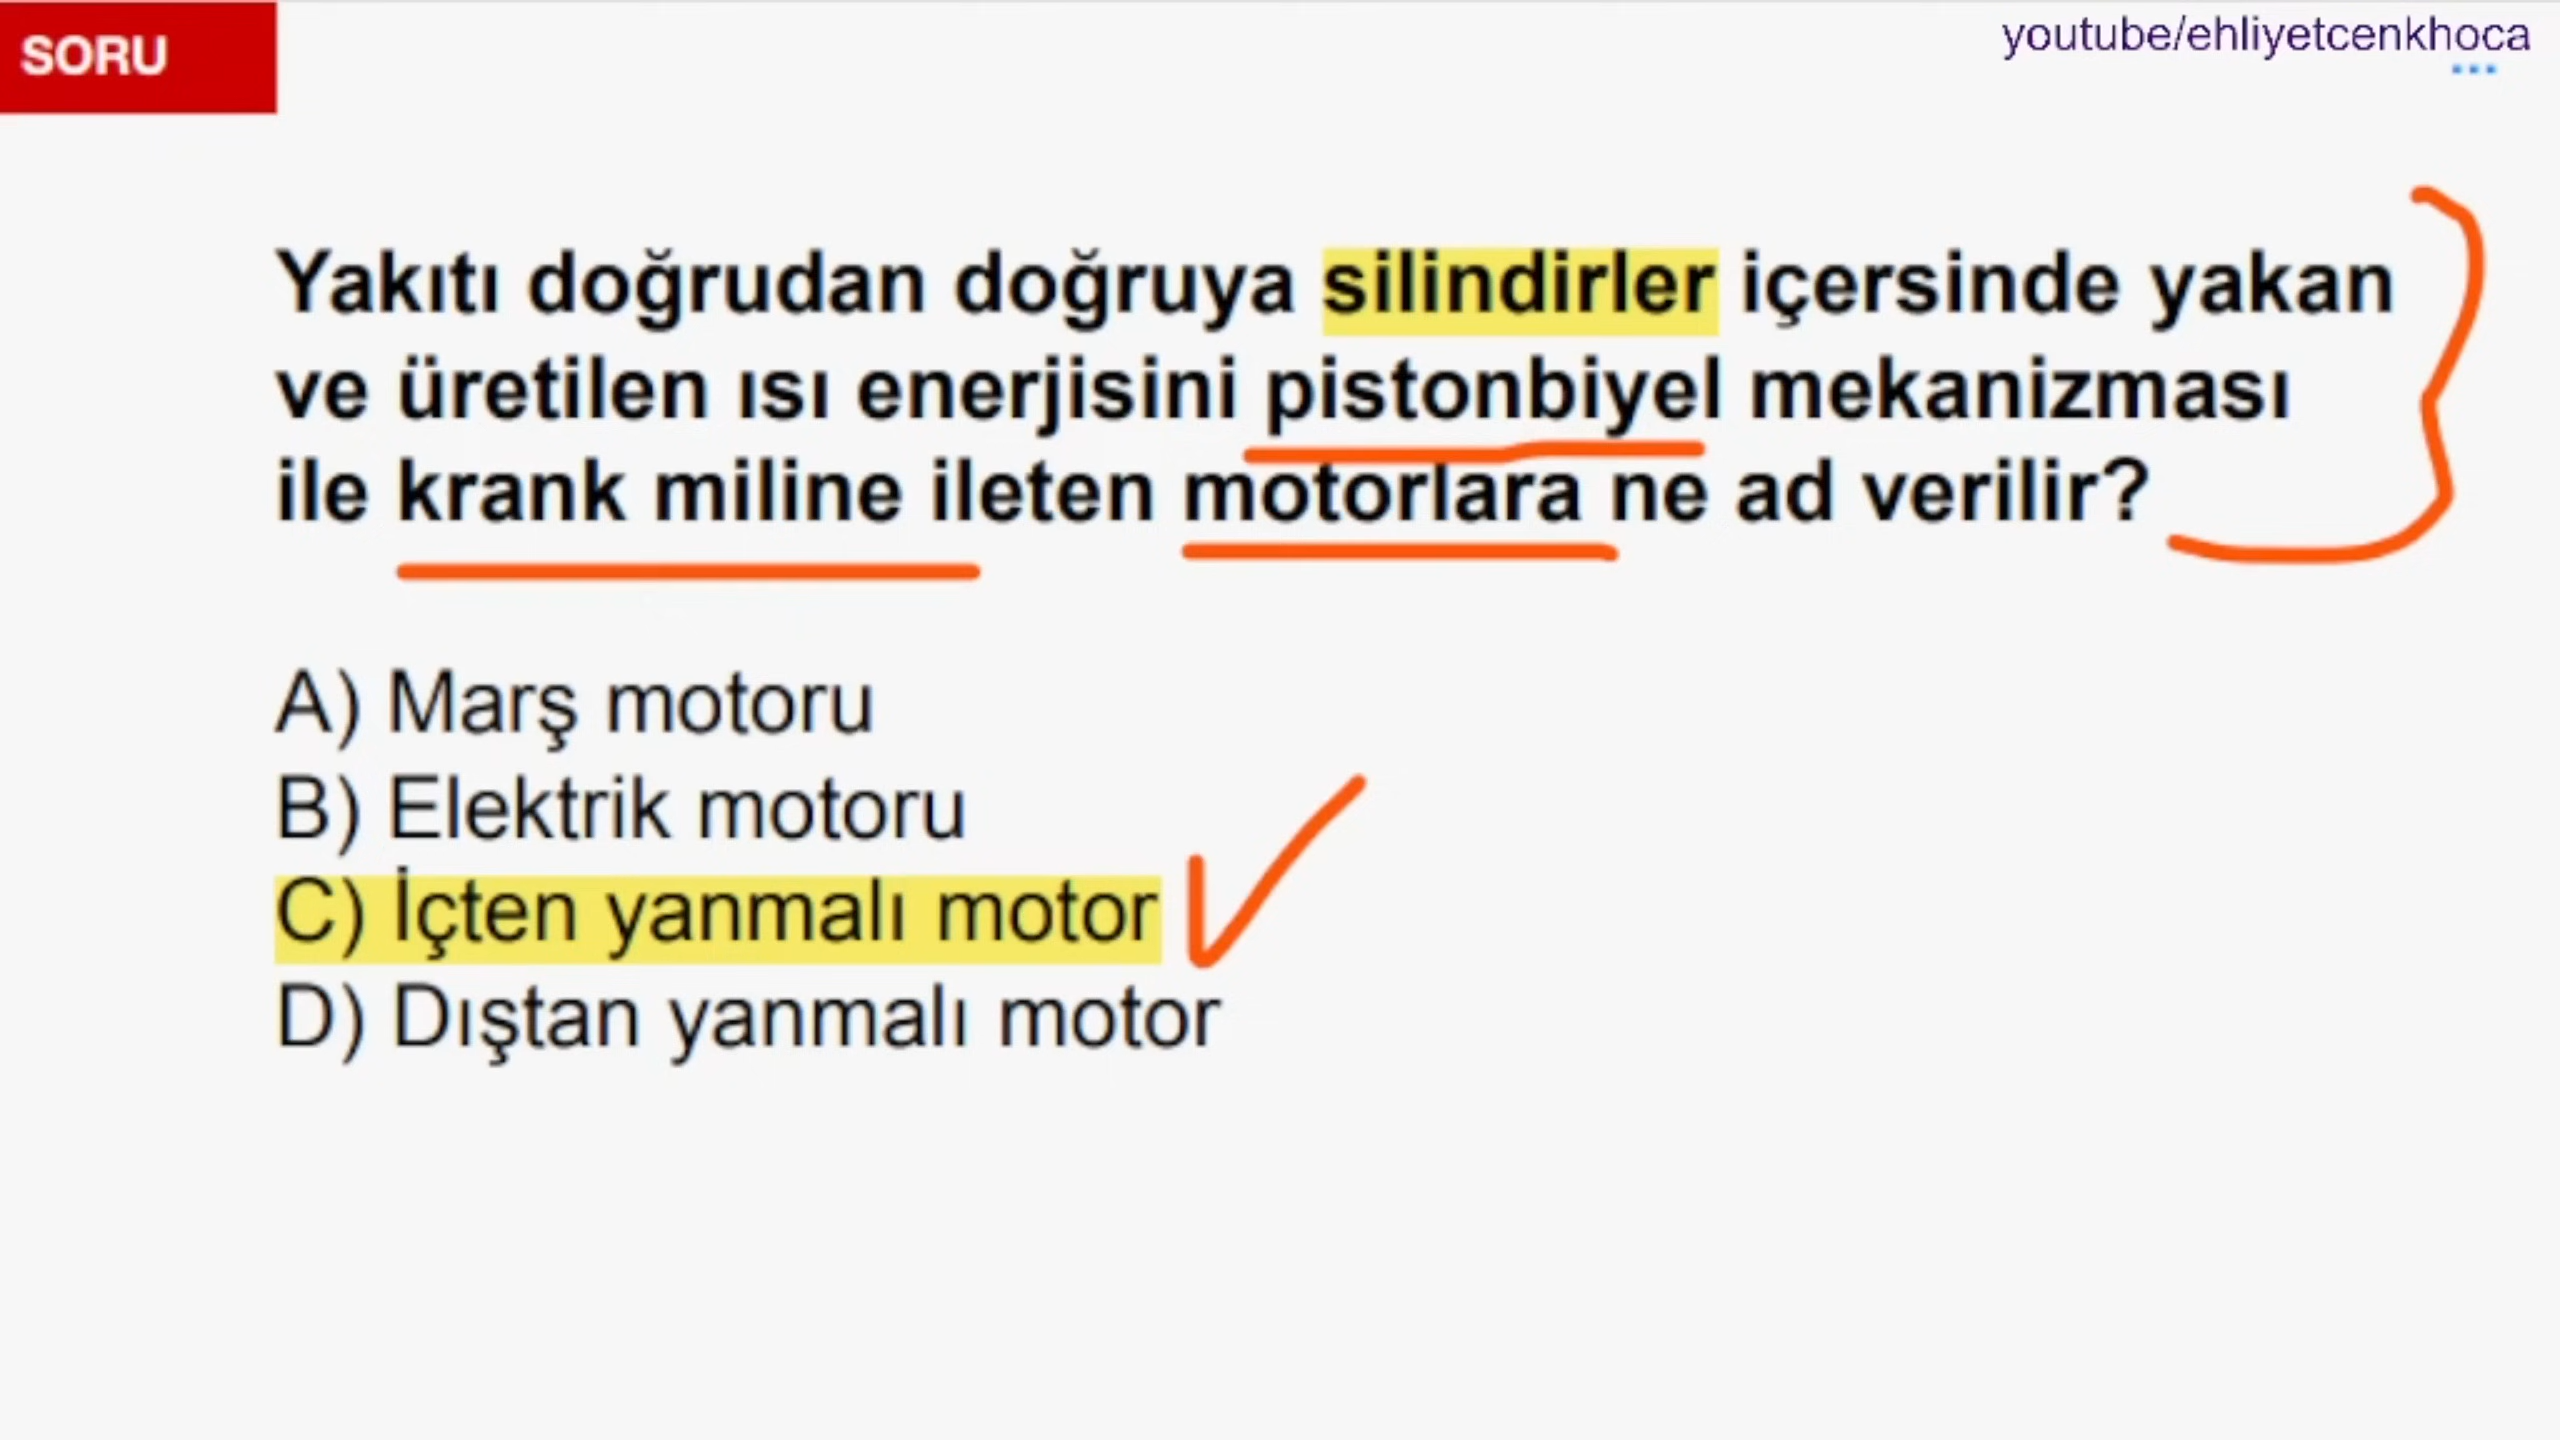 SORU
youtube/ehliyetcenkhoca
Yakıtı doğrudan doğruya silindirler içersinde yakan
ve üretilen ısı enerjisini pistonbiyel mekanizması
ile krank miline ileten motorlara ne ad verilir?
A) Marş motoru
B) Elektrik motoru
C) İçten yanmalı motor
D) Dıştan yanmalı motor